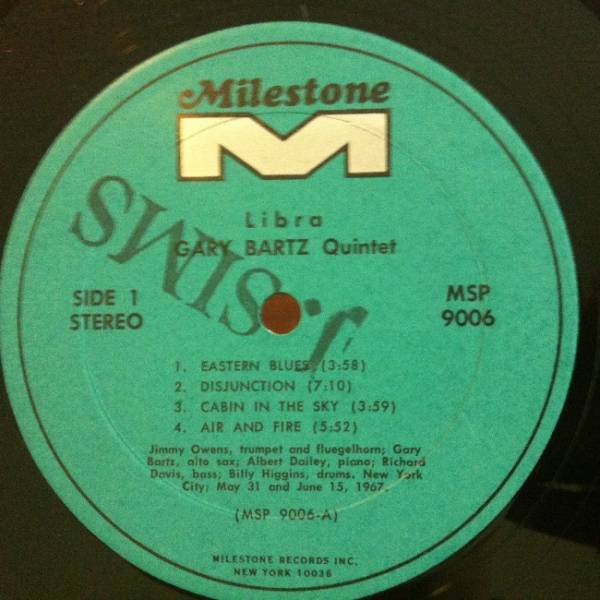 Milestone
M
Libra
GARY BARTZ Quintet
J. SIMS
SIDE 1
STEREO
MSP
9006
1. EASTERN BLUES (3:58)
2. DISJUNCTION (7:10)
3. CABIN IN THE SKY (3:59)
4. AIR AND FIRE (5:52)
Jimmy Owens, trumpet and fluegelhorn; Gary
Bartz, alto sax; Albert Dailey, piano; Richard
Davis, bass; Billy Higgins, drums. New York
City; May 31 and June 15, 1967.
(MSP 9006-A)
MILESTONE RECORDS INC.
NEW YORK 10036